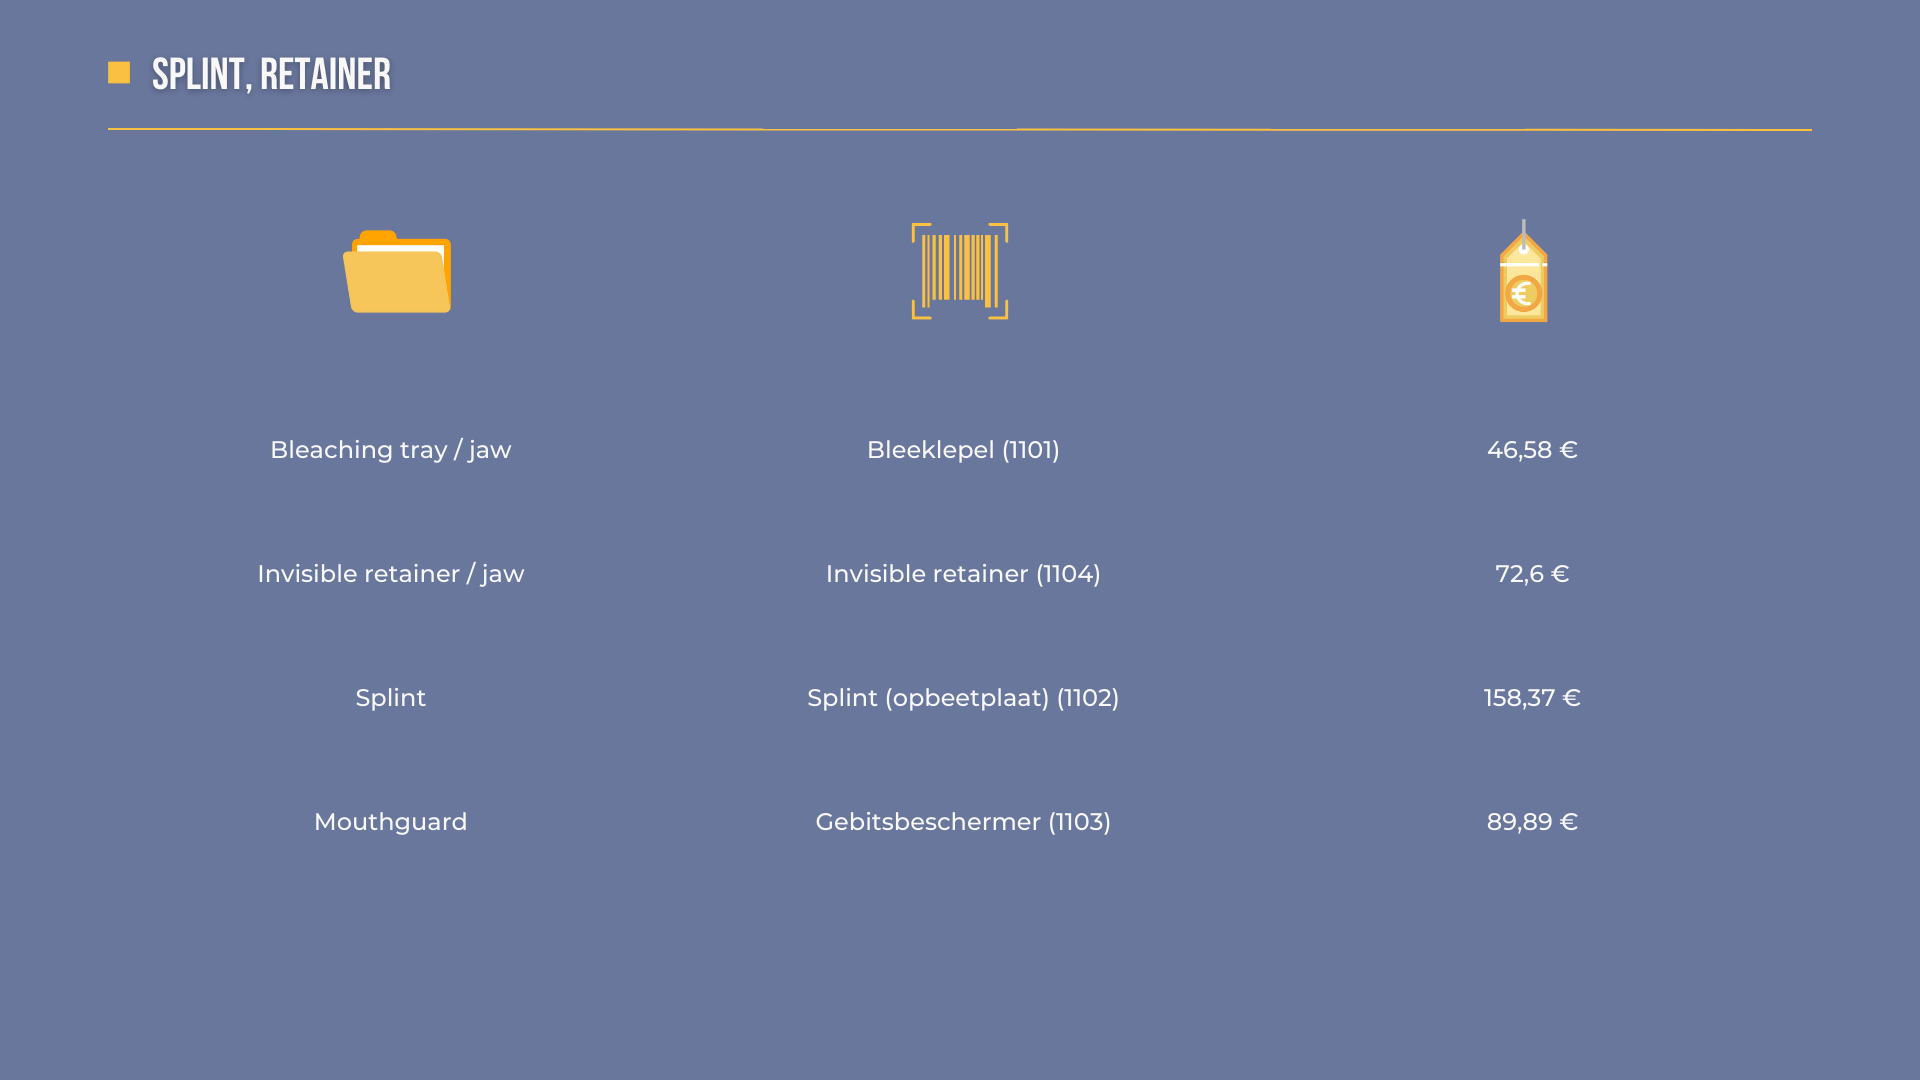 SPLINT, RETAINER
€
Bleaching tray / jaw Bleeklepel (1101) 46,58 €
Invisible retainer / jaw Invisible retainer (1104) 72,6 €
Splint Splint (opbeetplaat) (1102) 158,37 €
Mouthguard Gebitsbeschermer (1103) 89,89 €